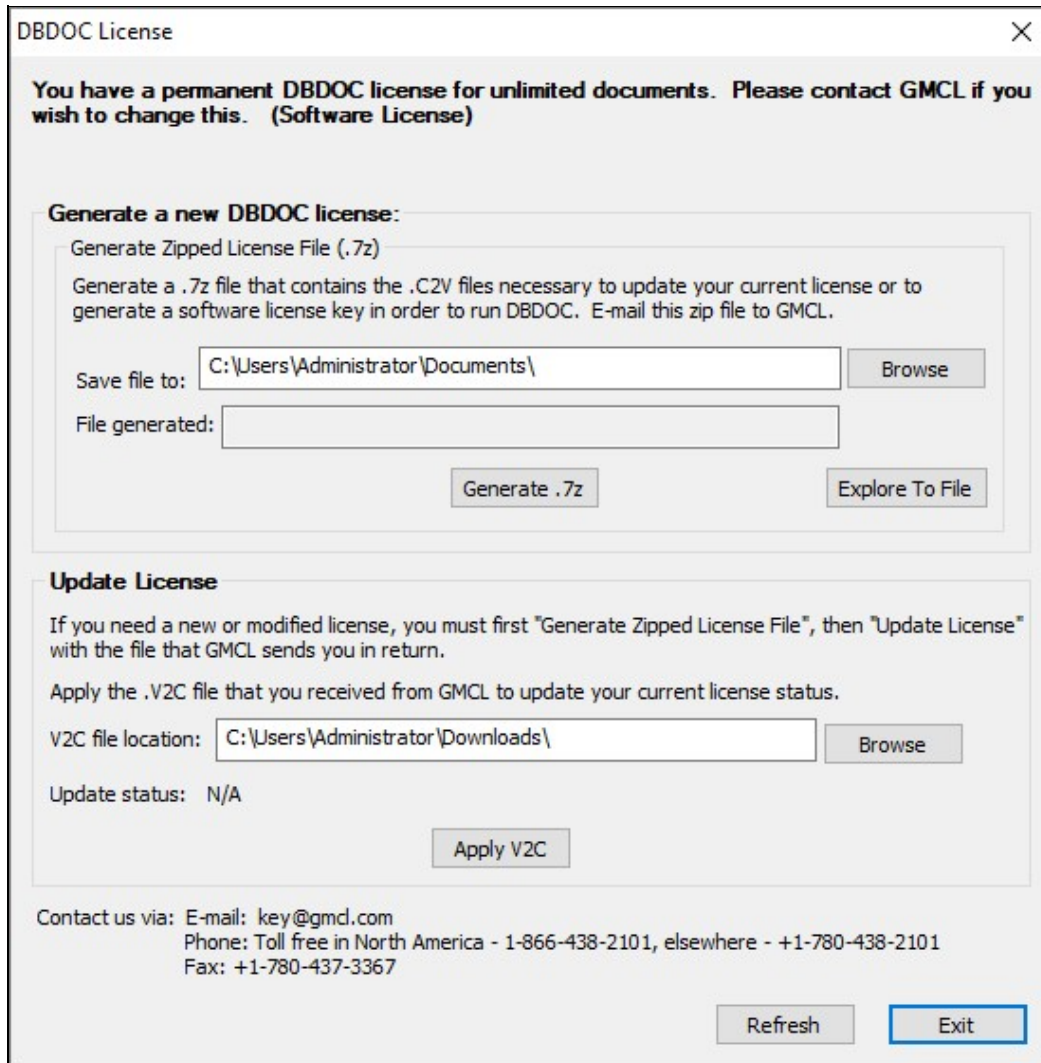 DBDOC License
You have a permanent DBDOC license for unlimited documents. Please contact GMCL if you
wish to change this. (Software License)
Generate a new DBDOC license:
Generate Zipped License File (.7z)
Generate a .7z file that contains the .C2V files necessary to update your current license or to
generate a software license key in order to run DBDOC. E-mail this zip file to GMCL.
Save file to: C:\Users\Administrator\Documents\ Browse
File generated:
Generate .7z Explore To File
Update License
If you need a new or modified license, you must first "Generate Zipped License File", then "Update License"
with the file that GMCL sends you in return.
Apply the .V2C file that you received from GMCL to update your current license status.
V2C file location: C:\Users\Administrator\Downloads\ Browse
Update status: N/A
Apply V2C
Contact us via: E-mail: key@gmcl.com
Phone: Toll free in North America - 1-866-438-2101, elsewhere - +1-780-438-2101
Fax: +1-780-437-3367
Refresh Exit